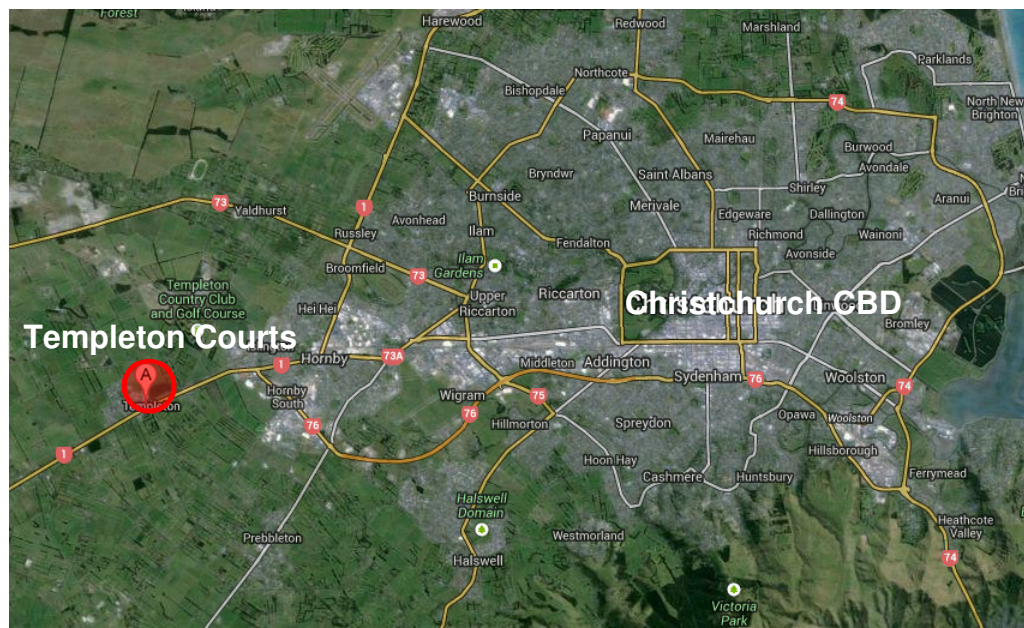 Forest
Harewood
Redwood
Marshland
Parklands
Northcote
Bishopdale
74
North New
Brighton
Papanui
Mairehau
Burwood
Avondale
Bryndwr
Saint Albans
Shirley
73
Yaldhurst
1
Burnside
Merivale
Aranui
Avonhead
Edgeware
Dallington
Russley
Ilam
Richmond
Wainoni
Fendalton
Avonside
Broomfield
73
Ilam
Gardens
Templeton
Country Club
and Golf Course
Hei Hei
Upper
Riccarton
Riccarton
Christchurch CBD
Bromley
Templeton Courts
1
Hornby
73A
Middleton
Addington
A
Templeton
Hornby
South
Wigram
75
Sydenham
76
Woolston
74
76
76
Hillmorton
Spreydon
Opawa
Woolston
1
Hoon Hay
Hillsborough
Cashmere
Huntsbury
Ferrymead
Halswell
Domain
Heathcote
Valley
Prebbleton
Westmorland
Halswell
74
Victoria
Park